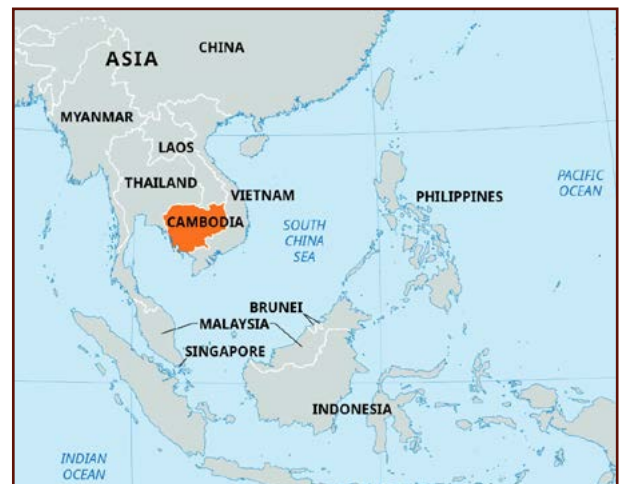 ASIA
CHINA
MYANMAR
LAOS
THAILAND
VIETNAM
CAMBODIA
SOUTH
CHINA
SEA
PHILIPPINES
PACIFIC
OCEAN
BRUNEI
MALAYSIA
SINGAPORE
INDONESIA
INDIAN
OCEAN